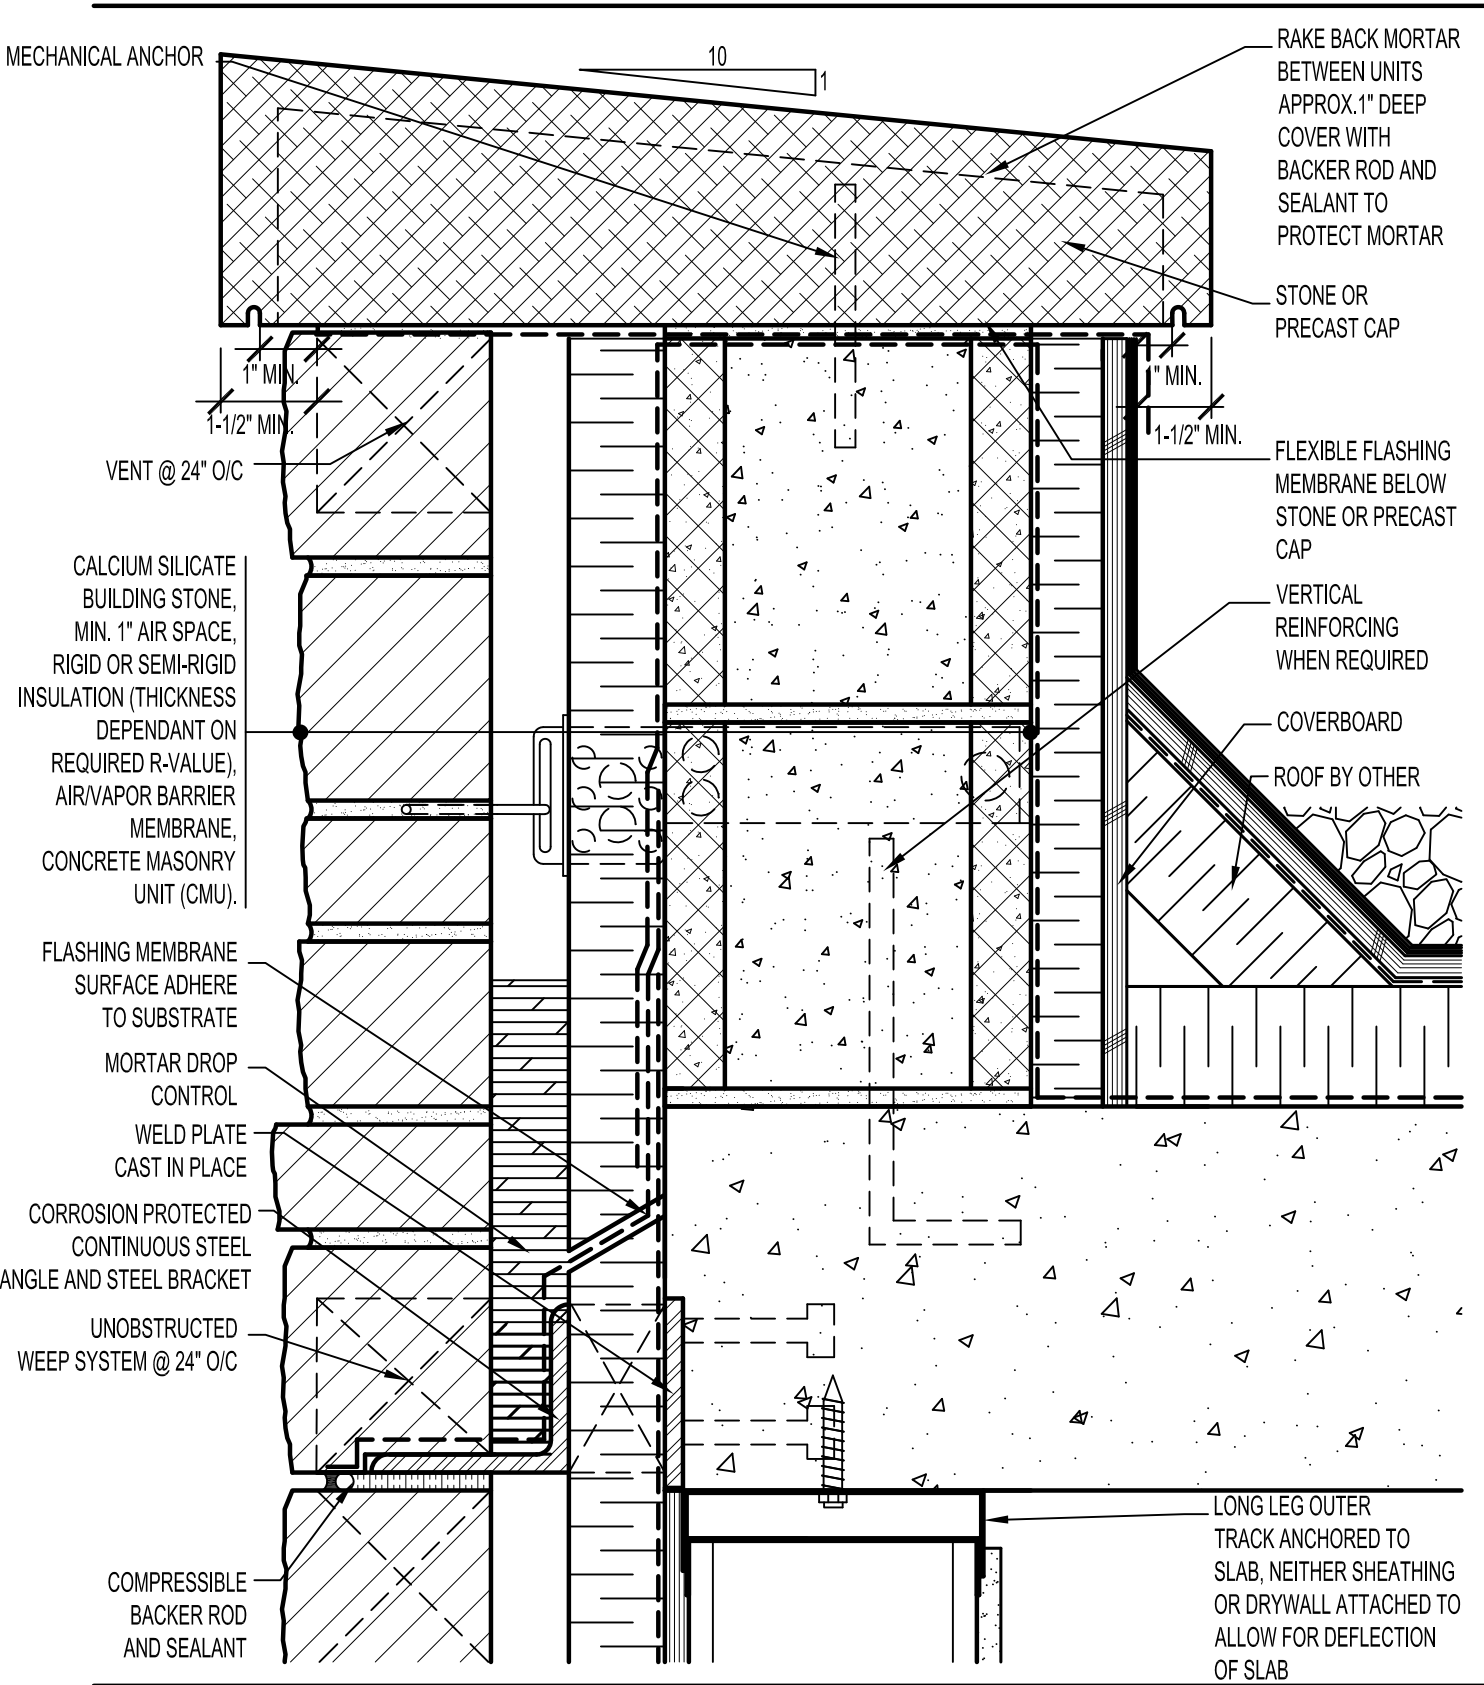 MECHANICAL ANCHOR
10
1
RAKE BACK MORTAR
BETWEEN UNITS
APPROX.1" DEEP
COVER WITH
BACKER ROD AND
SEALANT TO
PROTECT MORTAR
STONE OR
PRECAST CAP
1" MIN.
1-1/2" MIN.
" MIN.
1-1/2" MIN.
VENT @ 24" O/C
FLEXIBLE FLASHING
MEMBRANE BELOW
STONE OR PRECAST
CAP
CALCIUM SILICATE
BUILDING STONE,
MIN. 1" AIR SPACE,
RIGID OR SEMI-RIGID
INSULATION (THICKNESS
DEPENDANT ON
REQUIRED R-VALUE),
AIR/VAPOR BARRIER
MEMBRANE,
CONCRETE MASONRY
UNIT (CMU).
VERTICAL
REINFORCING
WHEN REQUIRED
COVERBOARD
ROOF BY OTHER
FLASHING MEMBRANE
SURFACE ADHERE
TO SUBSTRATE
MORTAR DROP
CONTROL
WELD PLATE
CAST IN PLACE
CORROSION PROTECTED
CONTINUOUS STEEL
ANGLE AND STEEL BRACKET
UNOBSTRUCTED
WEEP SYSTEM @ 24" O/C
COMPRESSIBLE
BACKER ROD
AND SEALANT
LONG LEG OUTER
TRACK ANCHORED TO
SLAB, NEITHER SHEATHING
OR DRYWALL ATTACHED TO
ALLOW FOR DEFLECTION
OF SLAB